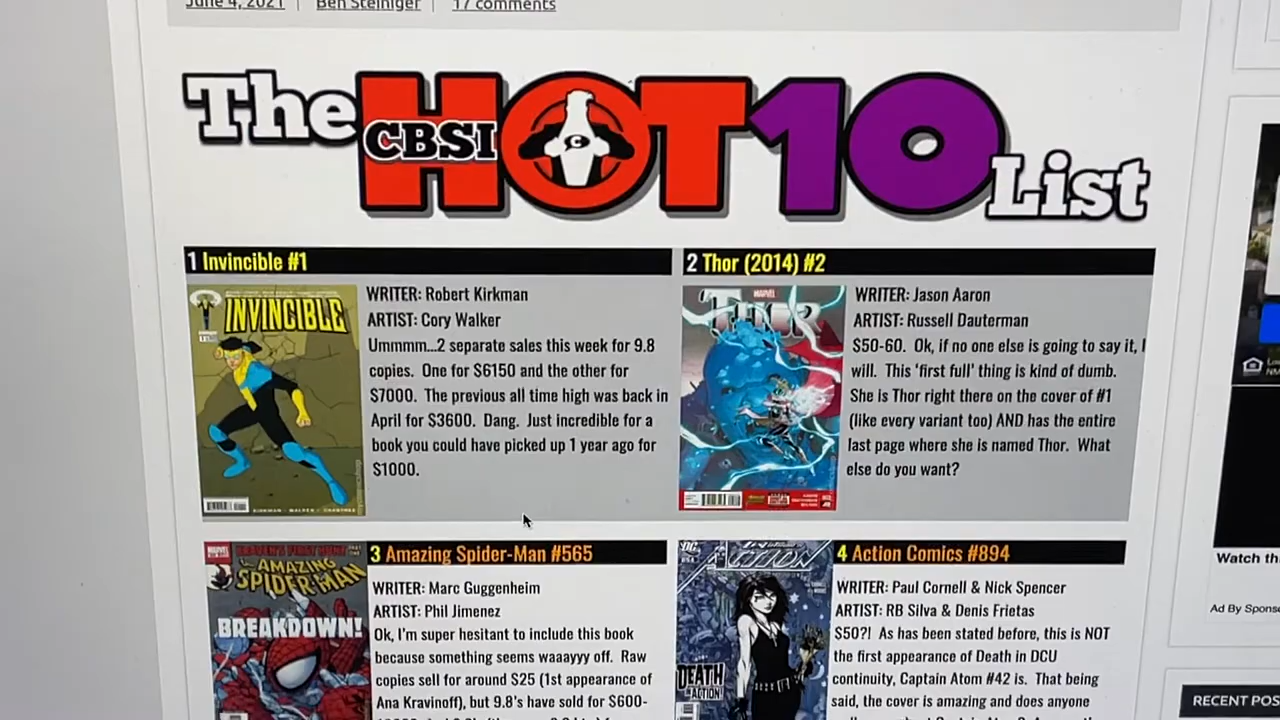 June 4, 2021 | Ben Steiniger | 17 comments
The CBSI HOT 10 List
1 Invincible #1
INVINCIBLE
WRITER: Robert Kirkman
ARTIST: Cory Walker
Ummmm...2 separate sales this week for 9.8
copies. One for $6150 and the other for
$7000. The previous all time high was back in
April for $3600. Dang. Just incredible for a
book you could have picked up 1 year ago for
$1000.
2 Thor (2014) #2
MARVEL
THOR
WRITER: Jason Aaron
ARTIST: Russell Dauterman
$50-60. Ok, if no one else is going to say it, I
will. This 'first full' thing is kind of dumb.
She is Thor right there on the cover of #1
(like every variant too) AND has the entire
last page where she is named Thor. What
else do you want?
3 Amazing Spider-Man #565
KRAVEN'S FIRST HUNT
THE AMAZING
SPIDER-MAN
BREAKDOWN!
WRITER: Marc Guggenheim
ARTIST: Phil Jimenez
Ok, I'm super hesitant to include this book
because something seems waaayyy off. Raw
copies sell for around $25 (1st appearance of
Ana Kravinoff), but 9.8's have sold for $600-
4 Action Comics #894
DC
ACTION
DEATH
IN ACTION!
WRITER: Paul Cornell & Nick Spencer
ARTIST: RB Silva & Denis Frietas
$50?! As has been stated before, this is NOT
the first appearance of Death in DCU
continuity, Captain Atom #42 is. That being
said, the cover is amazing and does anyone
Watch th
Ad By Sponso
RECENT POS